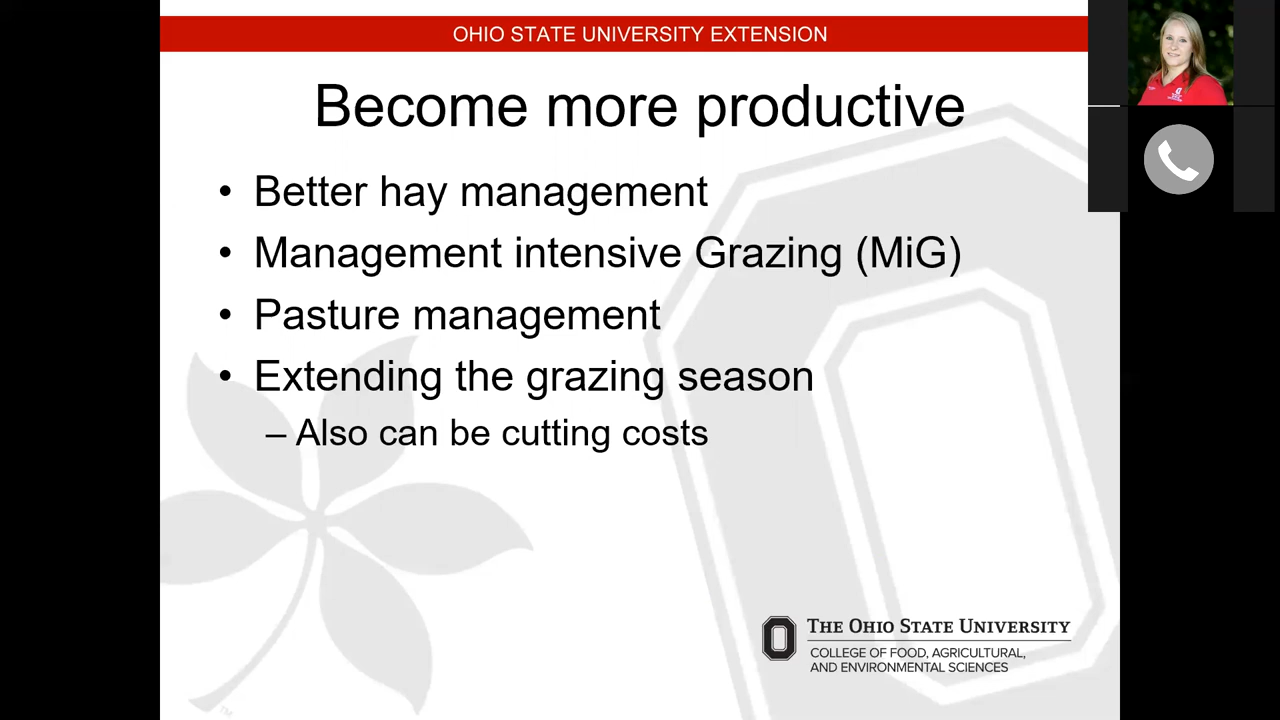 OHIO STATE UNIVERSITY EXTENSION
Become more productive
• Better hay management
• Management intensive Grazing (MiG)
• Pasture management
• Extending the grazing season
– Also can be cutting costs
THE OHIO STATE UNIVERSITY
COLLEGE OF FOOD, AGRICULTURAL,
AND ENVIRONMENTAL SCIENCES
TM